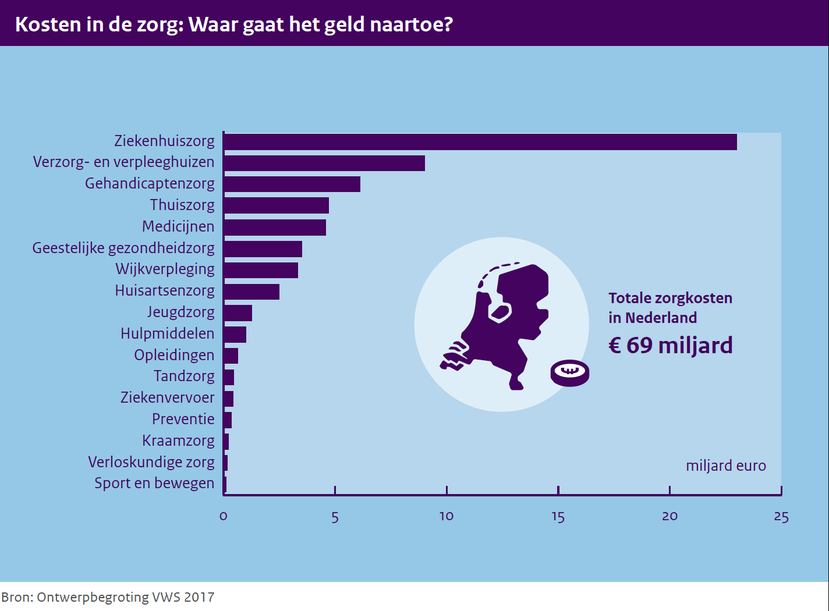 Kosten in de zorg: Waar gaat het geld naartoe?
Ziekenhuiszorg
Verzorg- en verpleeghuizen
Gehandicaptenzorg
Thuiszorg
Medicijnen
Geestelijke gezondheidzorg
Wijkverpleging
Huisartsenzorg
Jeugdzorg
Hulpmiddelen
Opleidingen
Tandzorg
Ziekenvervoer
Preventie
Kraamzorg
Verloskundige zorg
Sport en bewegen
Totale zorgkosten
in Nederland
€ 69 miljard
miljard euro
0 5 10 15 20 25
Bron: Ontwerpbegroting VWS 2017